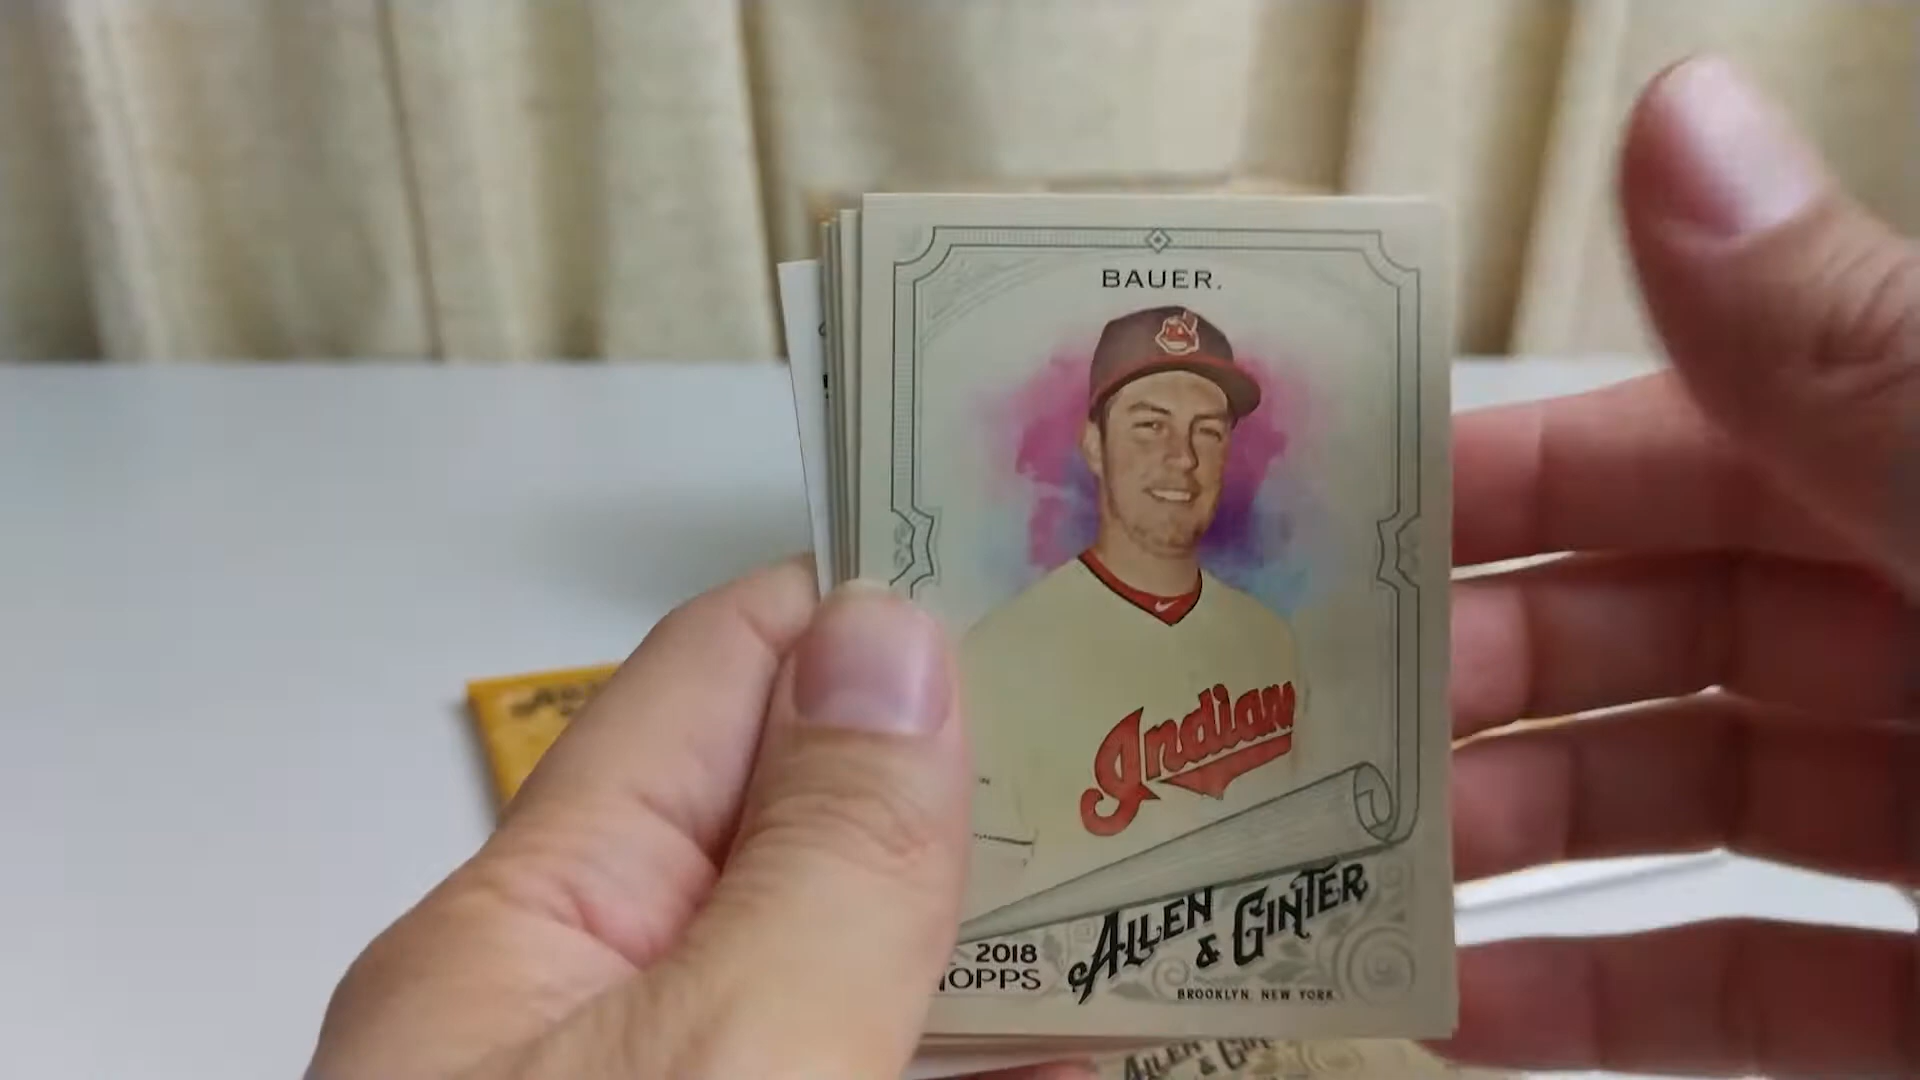 BAUER.
Indians
ALLEN
& GINTER
2018
TOPPS
BROOKLYN, NEW YORK
ALLEN
& GINTER